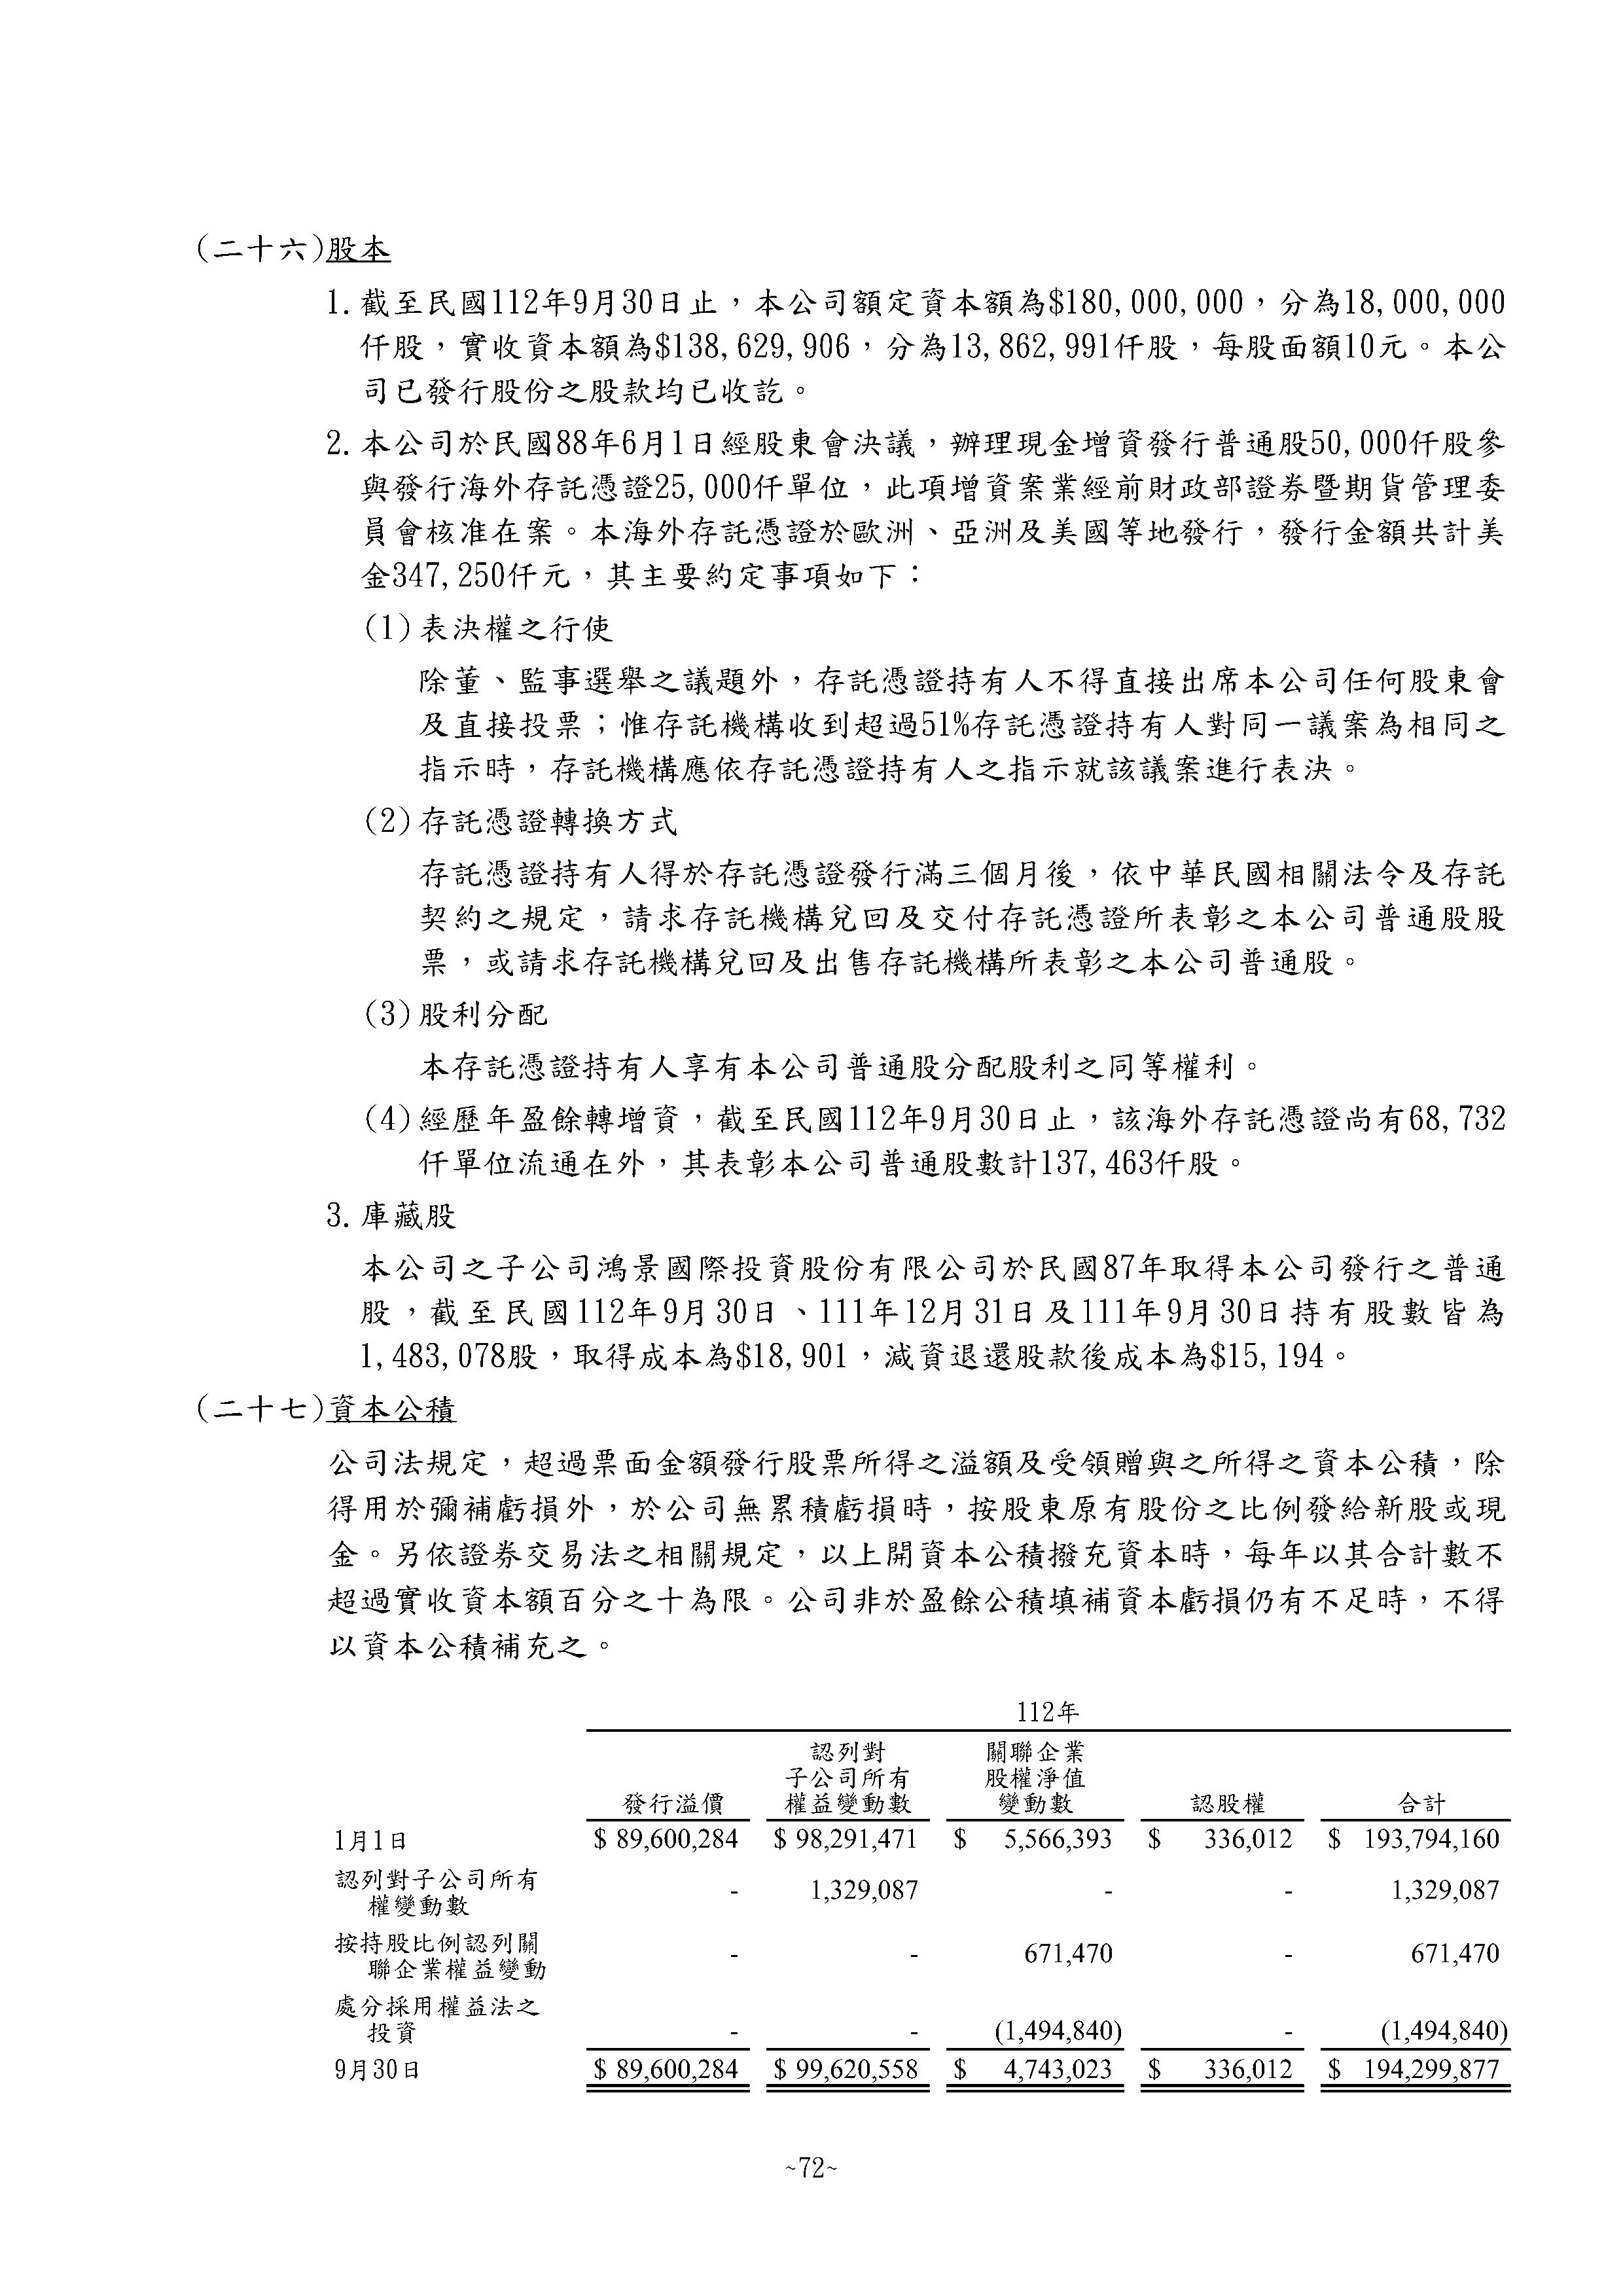 (二十六)股本
1.截至民國112年9月30日止，本公司額定資本額為$180,000,000，分為18,000,000
仟股，實收資本額為$138,629,906，分為13,862,991仟股，每股面額10元。本公
司已發行股份之股款均已收訖。
2.本公司於民國88年6月1日經股東會決議，辦理現金增資發行普通股50,000仟股參
與發行海外存託憑證25,000仟單位，此項增資案業經前財政部證券暨期貨管理委
員會核准在案。本海外存託憑證於歐洲、亞洲及美國等地發行，發行金額共計美
金347,250仟元，其主要約定事項如下：
(1)表決權之行使
除董、監事選舉之議題外，存託憑證持有人不得直接出席本公司任何股東會
及直接投票；惟存託機構收到超過51%存託憑證持有人對同一議案為相同之
指示時，存託機構應依存託憑證持有人之指示就該議案進行表決。
(2)存託憑證轉換方式
存託憑證持有人得於存託憑證發行滿三個月後，依中華民國相關法令及存託
契約之規定，請求存託機構兌回及交付存託憑證所表彰之本公司普通股股
票，或請求存託機構兌回及出售存託機構所表彰之本公司普通股。
(3)股利分配
本存託憑證持有人享有本公司普通股分配股利之同等權利。
(4)經歷年盈餘轉增資，截至民國112年9月30日止，該海外存託憑證尚有68,732
仟單位流通在外，其表彰本公司普通股數計137,463仟股。
3.庫藏股
本公司之子公司鴻景國際投資股份有限公司於民國87年取得本公司發行之普通
股，截至民國112年9月30日、111年12月31日及111年9月30日持有股數皆為
1,483,078股，取得成本為$18,901，減資退還股款後成本為$15,194。
(二十七)資本公積
公司法規定，超過票面金額發行股票所得之溢額及受領贈與之所得之資本公積，除
得用於彌補虧損外，於公司無累積虧損時，按股東原有股份之比例發給新股或現
金。另依證券交易法之相關規定，以上開資本公積撥充資本時，每年以其合計數不
超過實收資本額百分之十為限。公司非於盈餘公積填補資本虧損仍有不足時，不得
以資本公積補充之。
112年
認列對 關聯企業
子公司所有 股權淨值
發行溢價 權益變動數 變動數 認股權 合計
1月1日 $ 89,600,284 $ 98,291,471 $ 5,566,393 $ 336,012 $ 193,794,160
認列對子公司所有
權變動數 - 1,329,087 - - 1,329,087
按持股比例認列關
聯企業權益變動 - - 671,470 - 671,470
處分採用權益法之
投資 - - (1,494,840) - (1,494,840)
9月30日 $ 89,600,284 $ 99,620,558 $ 4,743,023 $ 336,012 $ 194,299,877
~72~